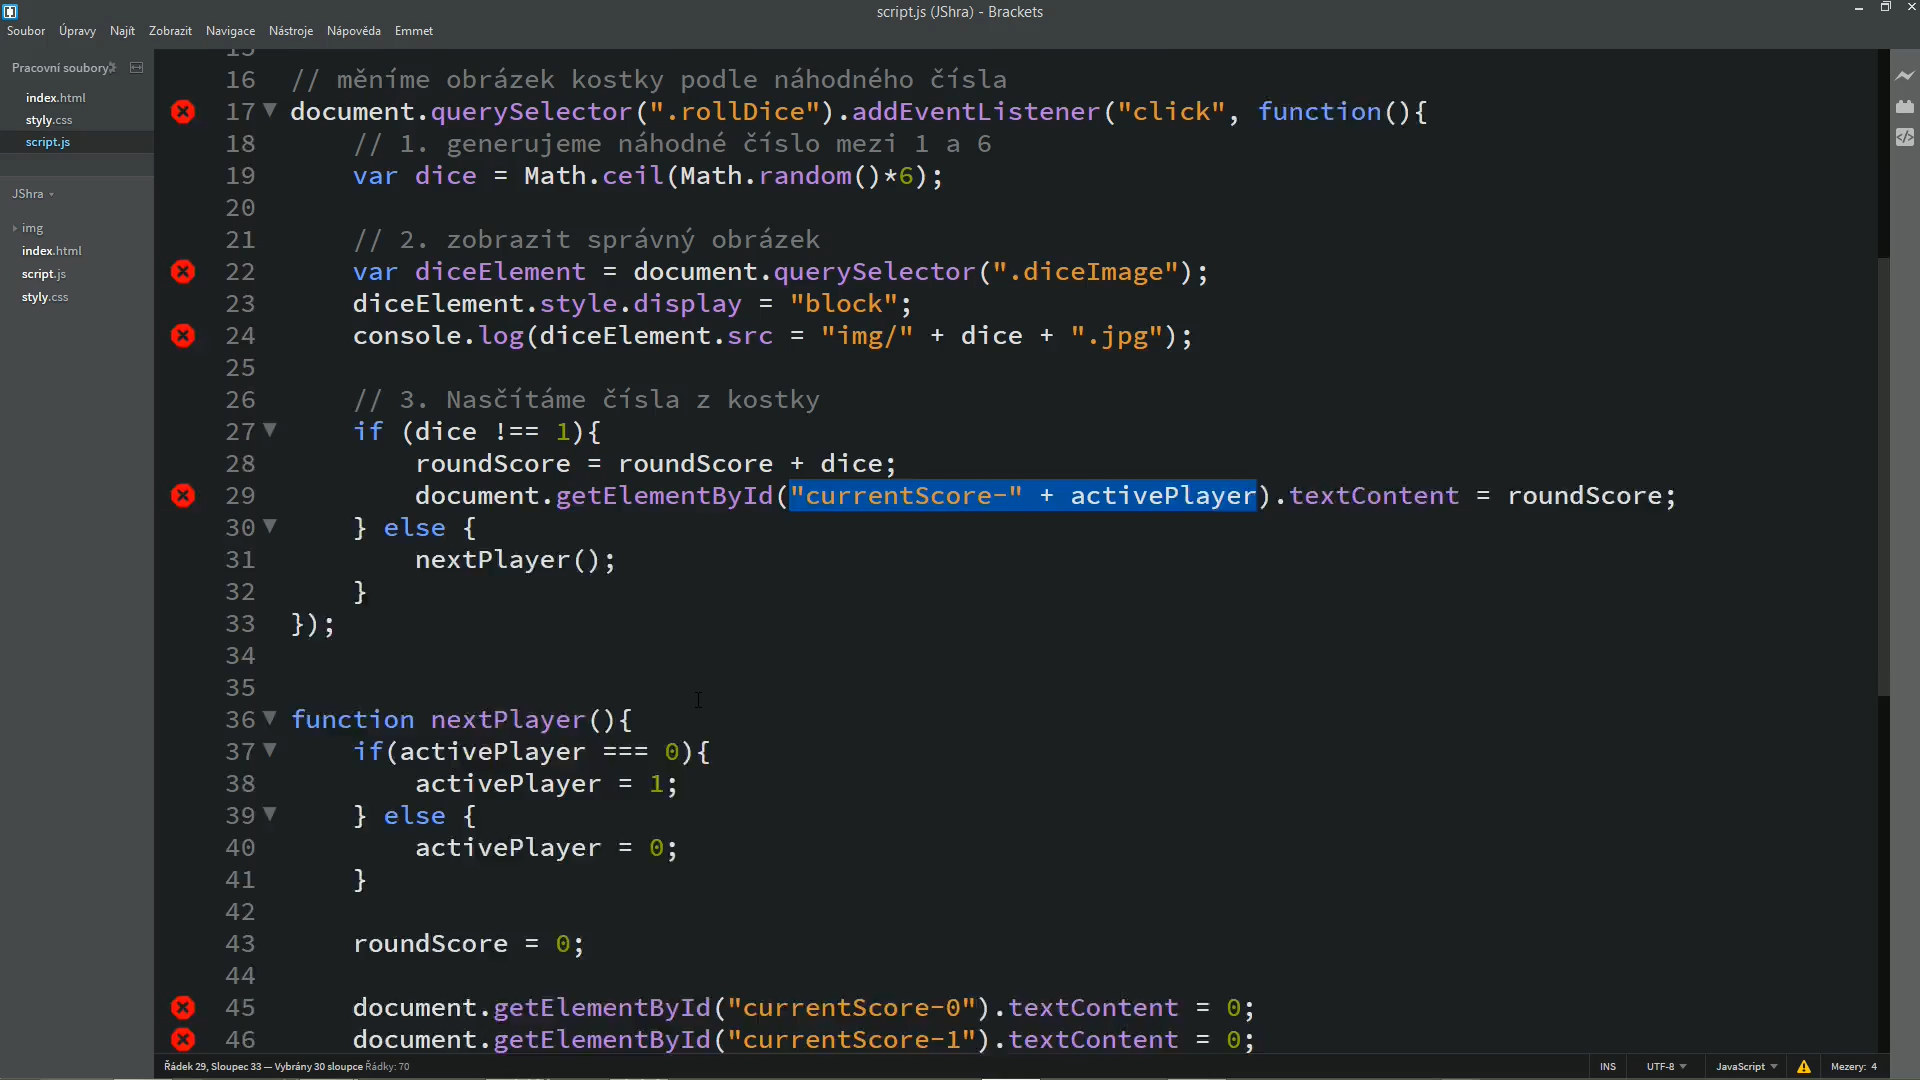 script.js (JShra) - Brackets
Soubor Úpravy Najít Zobrazit Navigace Nástroje Nápověda Emmet
Pracovní soubory
index.html
styly.css
script.js
JShra
img
index.html
script.js
styly.css
15
16 // měníme obrázek kostky podle náhodného čísla
17 document.querySelector(".rollDice").addEventListener("click", function(){
18 // 1. generujeme náhodné číslo mezi 1 a 6
19 var dice = Math.ceil(Math.random()*6);
20
21 // 2. zobrazit správný obrázek
22 var diceElement = document.querySelector(".diceImage");
23 diceElement.style.display = "block";
24 console.log(diceElement.src = "img/" + dice + ".jpg");
25
26 // 3. Nasčítáme čísla z kostky
27 if (dice !== 1){
28 roundScore = roundScore + dice;
29 document.getElementById("currentScore-" + activePlayer).textContent = roundScore;
30 } else {
31 nextPlayer();
32 }
33 });
34
35
36 function nextPlayer(){
37 if(activePlayer === 0){
38 activePlayer = 1;
39 } else {
40 activePlayer = 0;
41 }
42
43 roundScore = 0;
44
45 document.getElementById("currentScore-0").textContent = 0;
46 document.getElementById("currentScore-1").textContent = 0;
Řádek 29, Sloupec 33 — Vybrány 30 sloupce Řádky: 70 INS UTF-8 JavaScript Mezery: 4